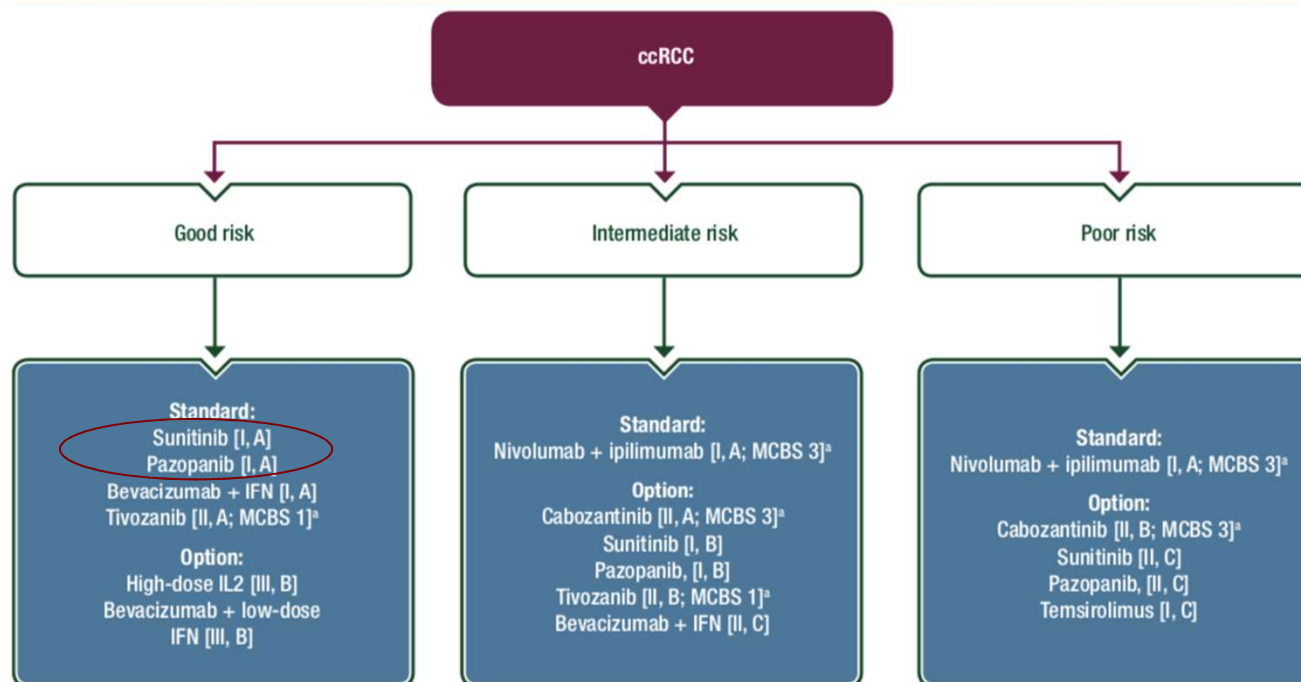 ccRCC
Good risk
Intermediate risk
Poor risk
Standard:
Sunitinib [I, A]
Pazopanib [I, A]
Bevacizumab + IFN [I, A]
Tivozanib [II, A; MCBS 1]ª
Option:
High-dose IL2 [III, B]
Bevacizumab + low-dose
IFN [III, B]
Standard:
Nivolumab + ipilimumab [I, A; MCBS 3]ª
Option:
Cabozantinib [II, A; MCBS 3]ª
Sunitinib [I, B]
Pazopanib, [I, B]
Tivozanib [II, B; MCBS 1]ª
Bevacizumab + IFN [II, C]
Standard:
Nivolumab + ipilimumab [I, A; MCBS 3]ª
Option:
Cabozantinib [II, B; MCBS 3]ª
Sunitinib [II, C]
Pazopanib, [II, C]
Temsirolimus [I, C]